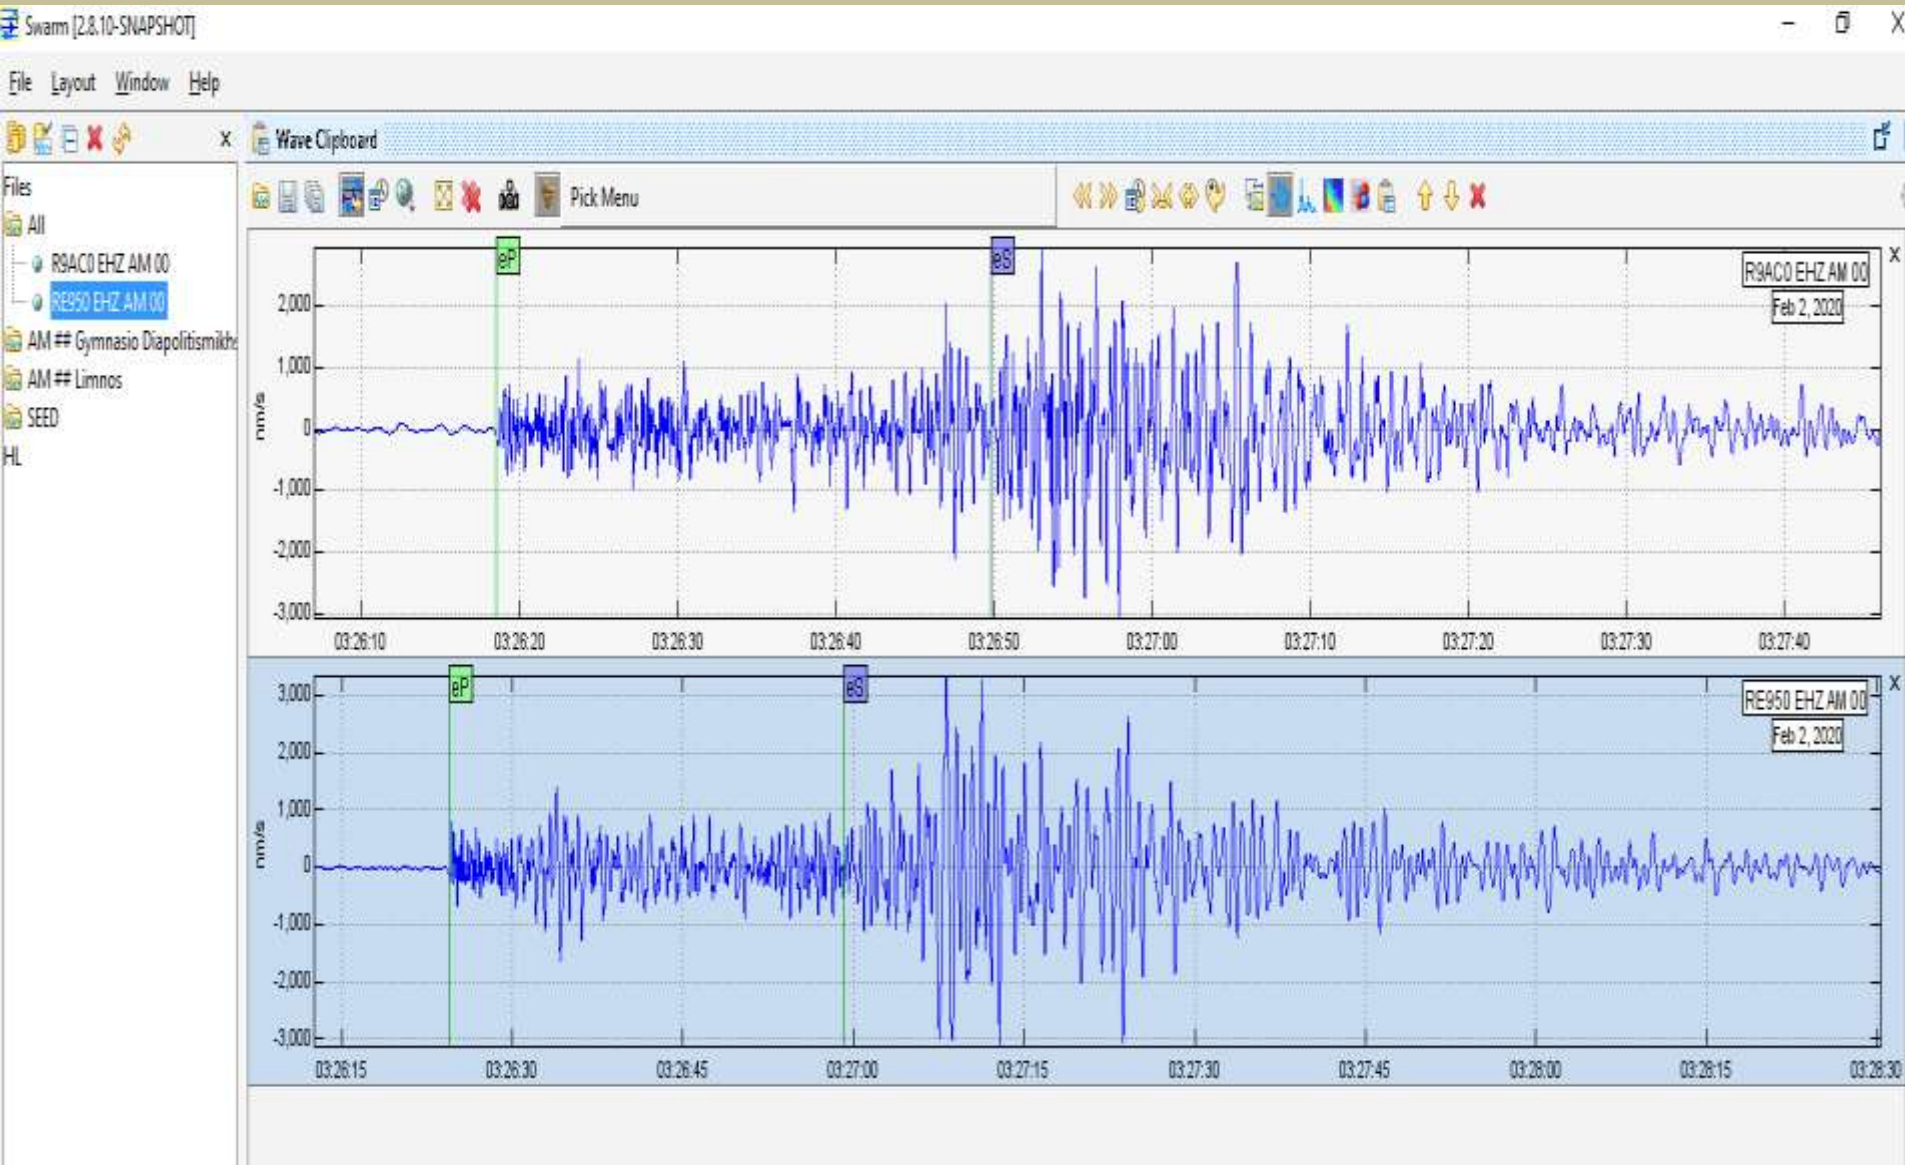 Swarm [2.8.10-SNAPSHOT]
File Layout Window Help
Wave Clipboard
Files
All
R9AC0 EHZ AM 00
RE950 EHZ AM 00
AM ## Gymnasio Diapolitismikhs
AM ## Limnos
SEED
HL
Pick Menu
eP
eS
R9AC0 EHZ AM 00
Feb 2, 2020
2,000
1,000
0
-1,000
-2,000
-3,000
nm/s
03:26:10 03:26:20 03:26:30 03:26:40 03:26:50 03:27:00 03:27:10 03:27:20 03:27:30 03:27:40
eP
eS
RE950 EHZ AM 00
Feb 2, 2020
3,000
2,000
1,000
0
-1,000
-2,000
-3,000
nm/s
03:26:15 03:26:30 03:26:45 03:27:00 03:27:15 03:27:30 03:27:45 03:28:00 03:28:15 03:28:30